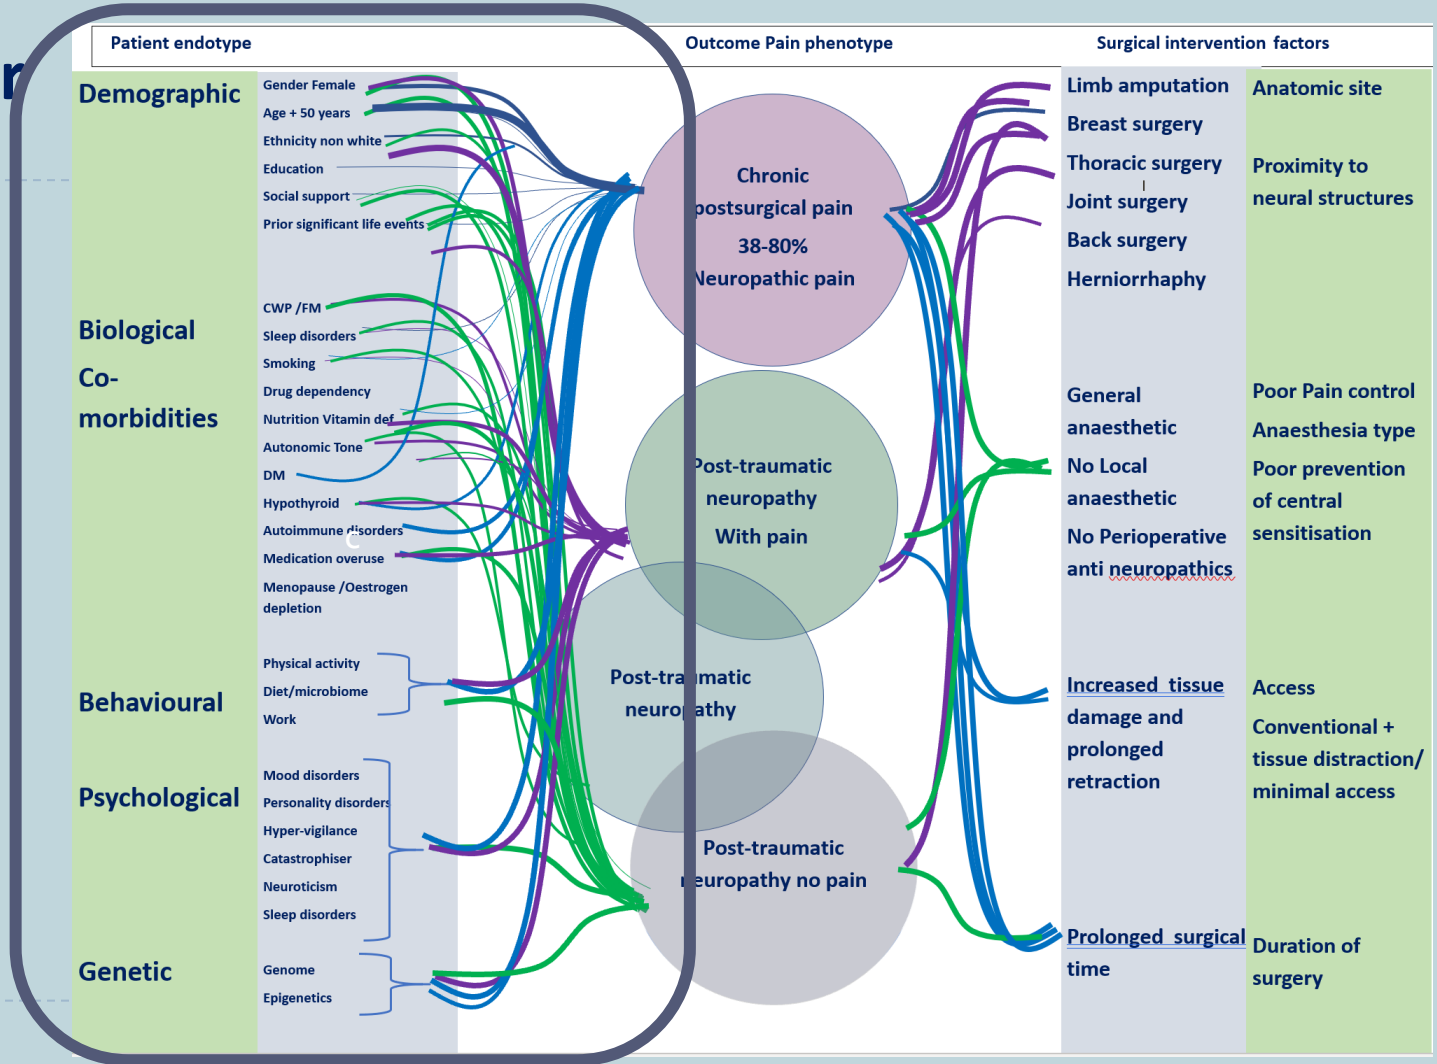 Patient endotype
Outcome Pain phenotype
Surgical intervention factors
Demographic
Gender Female
Age + 50 years
Ethnicity non white
Education
Social support
Prior significant life events
Biological
Co-
morbidities
CWP /FM
Sleep disorders
Smoking
Drug dependency
Nutrition Vitamin def
Autonomic Tone
DM
Hypothyroid
Autoimmune disorders
C
Medication overuse
Menopause /Oestrogen
depletion
Behavioural
Physical activity
Diet/microbiome
Work
Psychological
Mood disorders
Personality disorders
Hyper-vigilance
Catastrophiser
Neuroticism
Sleep disorders
Genetic
Genome
Epigenetics
Chronic
postsurgical pain
38-80%
Neuropathic pain
Post-traumatic
neuropathy
With pain
Post-traumatic
neuropathy
Post-traumatic
neuropathy no pain
Limb amputation
Breast surgery
Thoracic surgery
Joint surgery
Back surgery
Herniorrhaphy
General
anaesthetic
No Local
anaesthetic
No Perioperative
anti neuropathics
Increased tissue
damage and
prolonged
retraction
Prolonged surgical
time
Anatomic site
Proximity to
neural structures
Poor Pain control
Anaesthesia type
Poor prevention
of central
sensitisation
Access
Conventional +
tissue distraction/
minimal access
Duration of
surgery